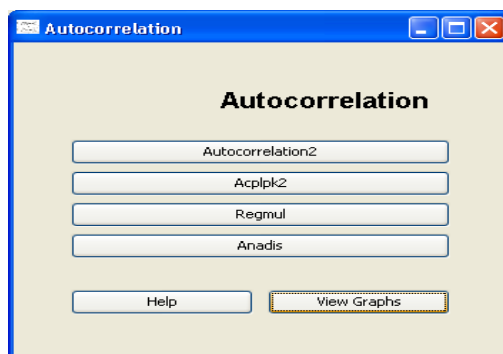 Autocorrelation
Autocorrelation
Autocorrelation2
Acplpk2
Regmul
Anadis
Help
View Graphs